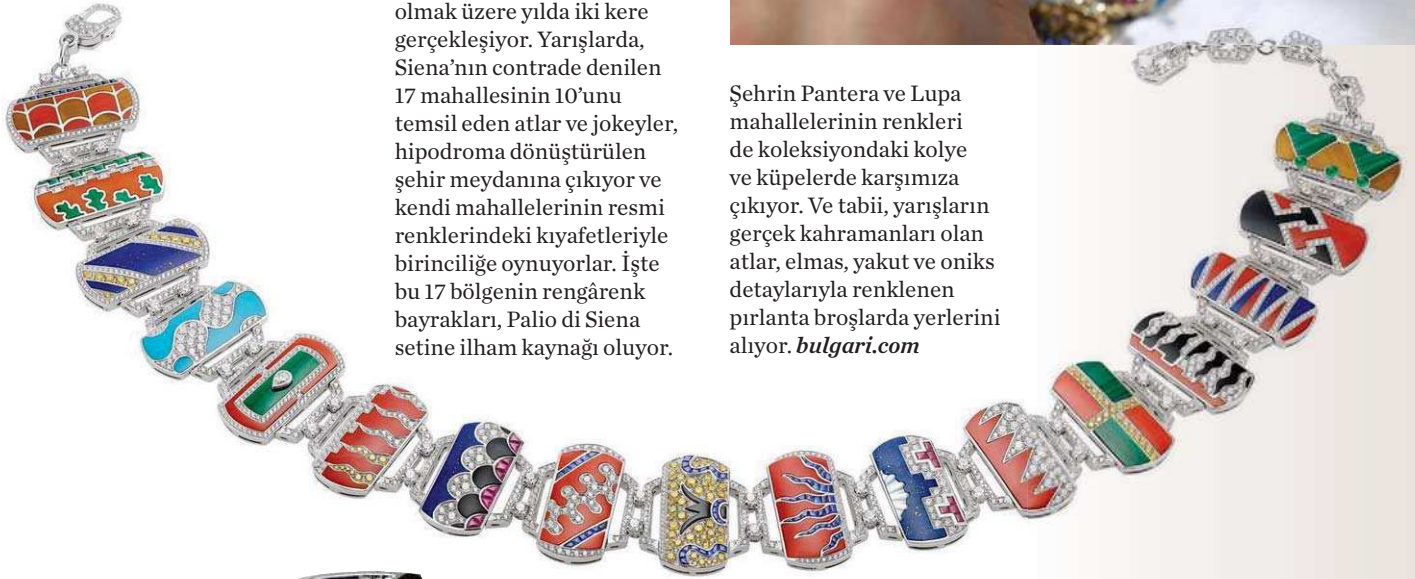 olmak üzere yılda iki kere
gerçekleşiyor. Yarışlarda,
Siena’nın contrade denilen
17 mahallesinin 10’unu
temsil eden atlar ve jokeyler,
hipodroma dönüştürülen
şehir meydanına çıkıyor ve
kendi mahallelerinin resmi
renklerindeki kıyafetleriyle
birinciliğe oynuyorlar. İşte
bu 17 bölgenin rengârenk
bayrakları, Palio di Siena
setine ilham kaynağı oluyor.
Şehrin Pantera ve Lupa
mahallelerinin renkleri
de koleksiyondaki kolye
ve küpelerde karşımıza
çıkıyor. Ve tabii, yarışların
gerçek kahramanları olan
atlar, elmas, yakut ve oniks
detaylarıyla renklenen
pırlanta broşlarda yerlerini
alıyor. bulgari.com